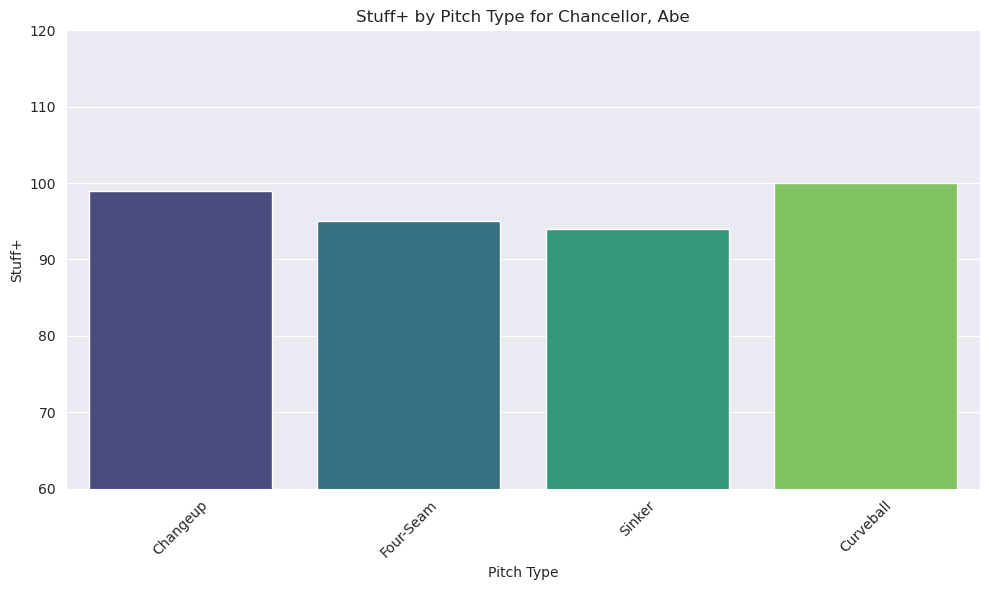 Stuff+ by Pitch Type for Chancellor, Abe
120
110
100
90
80
70
60
Stuff+
Changeup
Four-Seam
Sinker
Curveball
Pitch Type